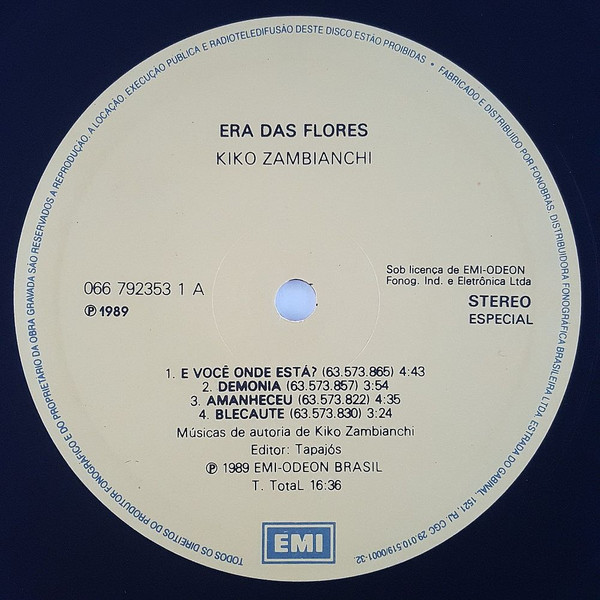 TODOS OS DIREITOS DO PRODUTOR FONOGRÁFICO E DO PROPRIETÁRIO DA OBRA GRAVADA SÃO RESERVADOS A REPRODUÇÃO, A LOCAÇÃO, EXECUÇÃO PÚBLICA E RADIOTELEDIFUSÃO DESTE DISCO ESTÃO PROIBIDAS • FABRICADO E DISTRIBUIDO POR FONOBRAS, DISTRIBUIDORA FONOGRÁFICA BRASILEIRA LTDA. ESTRADA DO GABINAL, 1521, RJ. CGC 29.010.519/0001-32.
ERA DAS FLORES
KIKO ZAMBIANCHI
066 792353 1 A
℗ 1989
Sob licença de EMI-ODEON
Fonog. Ind. e Eletrônica Ltda
STEREO
ESPECIAL
1. E VOCÊ ONDE ESTÁ? (63.573.865) 4:43
2. DEMONIA (63.573.857) 3:54
3. AMANHECEU (63.573.822) 4:35
4. BLECAUTE (63.573.830) 3:24
Músicas de autoria de Kiko Zambianchi
Editor: Tapajós
℗ 1989 EMI-ODEON BRASIL
T. TotaL 16:36
EMI